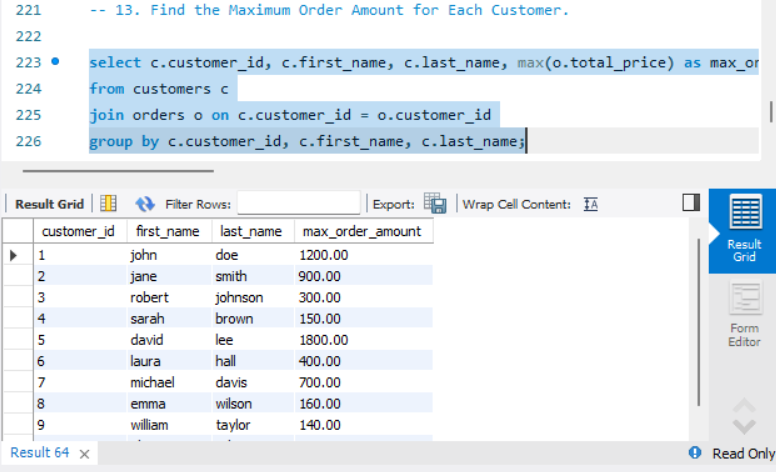 221 -- 13. Find the Maximum Order Amount for Each Customer.
222
223 select c.customer_id, c.first_name, c.last_name, max(o.total_price) as max_or
224 from customers c
225 join orders o on c.customer_id = o.customer_id
226 group by c.customer_id, c.first_name, c.last_name;
Result Grid Filter Rows: Export: Wrap Cell Content: IA
customer_id first_name last_name max_order_amount
1 john doe 1200.00
2 jane smith 900.00
3 robert johnson 300.00
4 sarah brown 150.00
5 david lee 1800.00
6 laura hall 400.00
7 michael davis 700.00
8 emma wilson 160.00
9 william taylor 140.00
Result
Grid
Form
Editor
Result 64 Read Only